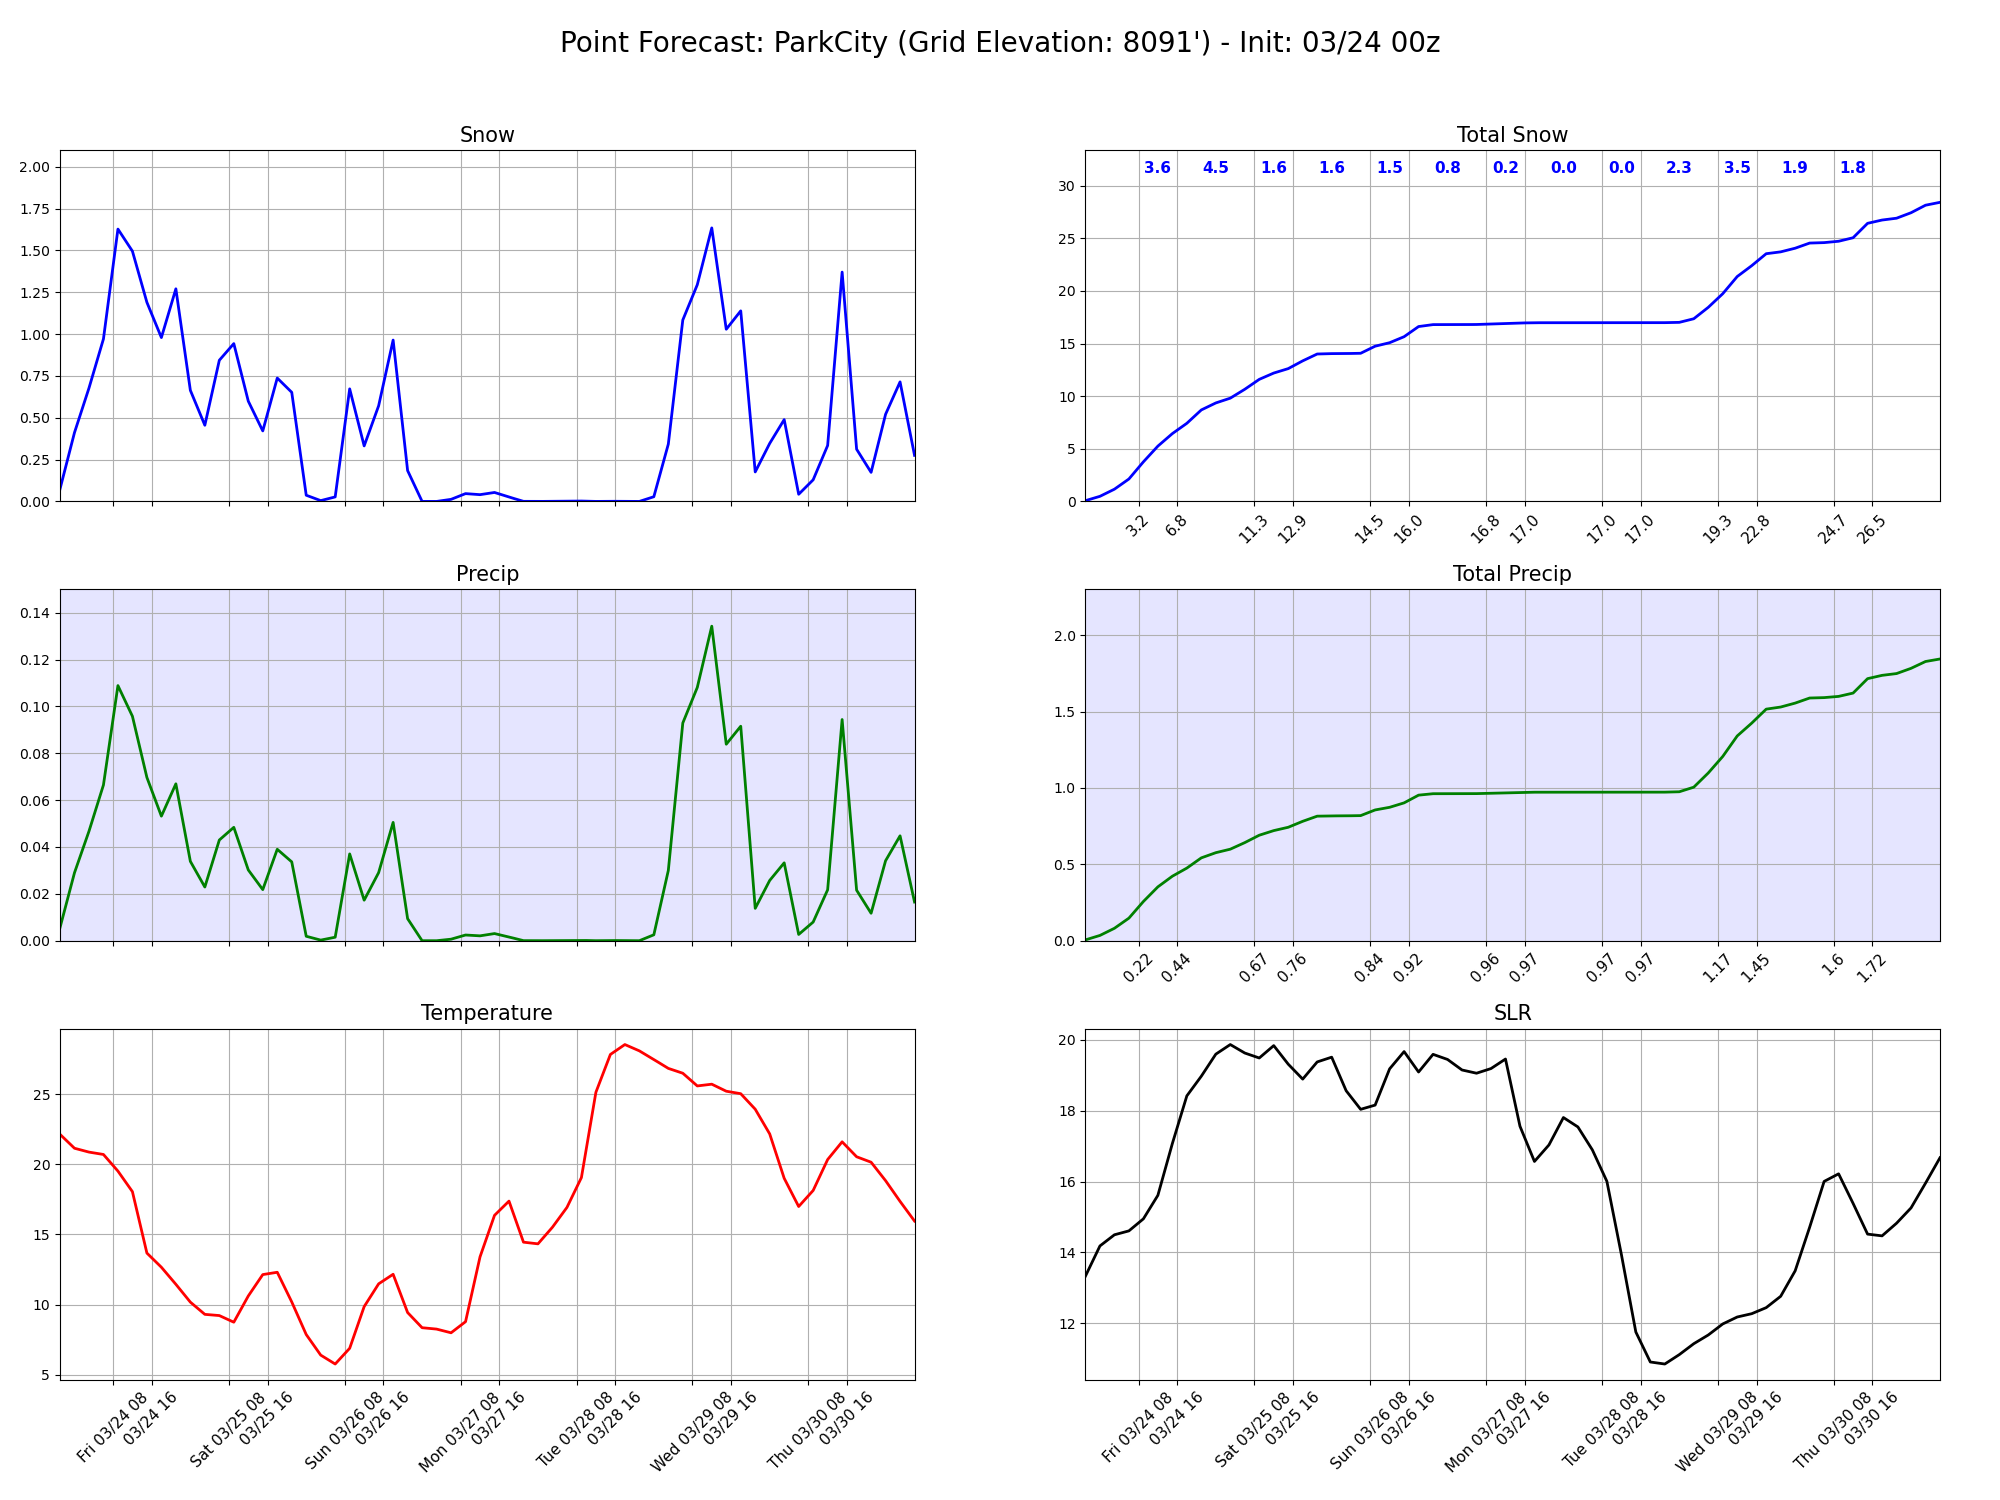 Point Forecast: ParkCity (Grid Elevation: 8091') - Init: 03/24 00z
Snow
2.00
1.75
1.50
1.25
1.00
0.75
0.50
0.25
0.00
Total Snow
3.6 4.5 1.6 1.6 1.5 0.8 0.2 0.0 0.0 2.3 3.5 1.9 1.8
30
25
20
15
10
5
0
3.2 6.8 11.3 12.9 14.5 16.0 16.8 17.0 17.0 17.0 19.3 22.8 24.7 26.5
Precip
0.14
0.12
0.10
0.08
0.06
0.04
0.02
0.00
Total Precip
2.0
1.5
1.0
0.5
0.0
0.22 0.44 0.67 0.76 0.84 0.92 0.96 0.97 0.97 0.97 1.17 1.45 1.6 1.72
Temperature
25
20
15
10
5
Fri 03/24 08
03/24 16
Sat 03/25 08
03/25 16
Sun 03/26 08
03/26 16
Mon 03/27 08
03/27 16
Tue 03/28 08
03/28 16
Wed 03/29 08
03/29 16
Thu 03/30 08
03/30 16
SLR
20
18
16
14
12
Fri 03/24 08
03/24 16
Sat 03/25 08
03/25 16
Sun 03/26 08
03/26 16
Mon 03/27 08
03/27 16
Tue 03/28 08
03/28 16
Wed 03/29 08
03/29 16
Thu 03/30 08
03/30 16